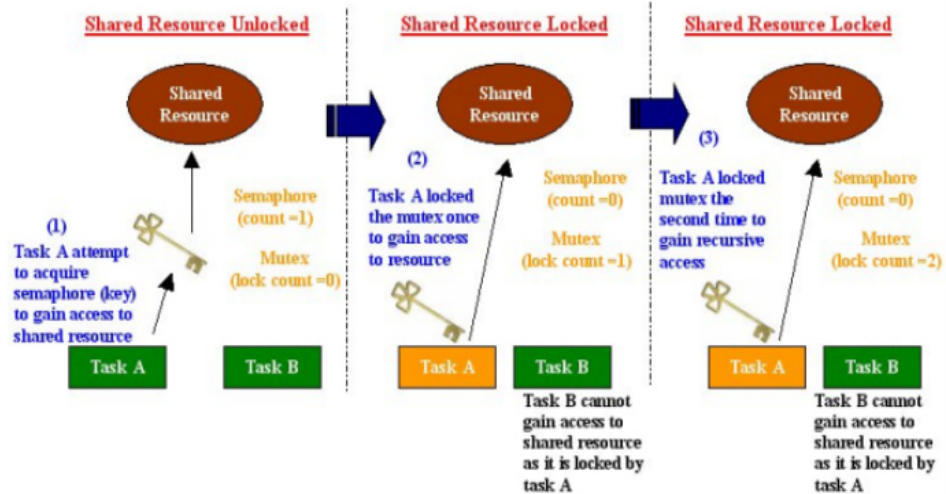 Shared Resource Unlocked
Shared
Resource
(1)
Task A attempt
to acquire
semaphore (key)
to gain access to
shared resource
Semaphore
(count =1)
Mutex
(lock count =0)
Task A
Task B
Shared Resource Locked
Shared
Resource
(2)
Task A locked
the mutex once
to gain access
to resource
Semaphore
(count =0)
Mutex
(lock count =1)
Task A
Task B
Task B cannot
gain access to
shared resource
as it is locked by
task A
Shared Resource Locked
Shared
Resource
(3)
Task A locked
mutex the
second time to
gain recursive
access
Semaphore
(count =0)
Mutex
(lock count =2)
Task A
Task B
Task B cannot
gain access to
shared resource
as it is locked by
task A